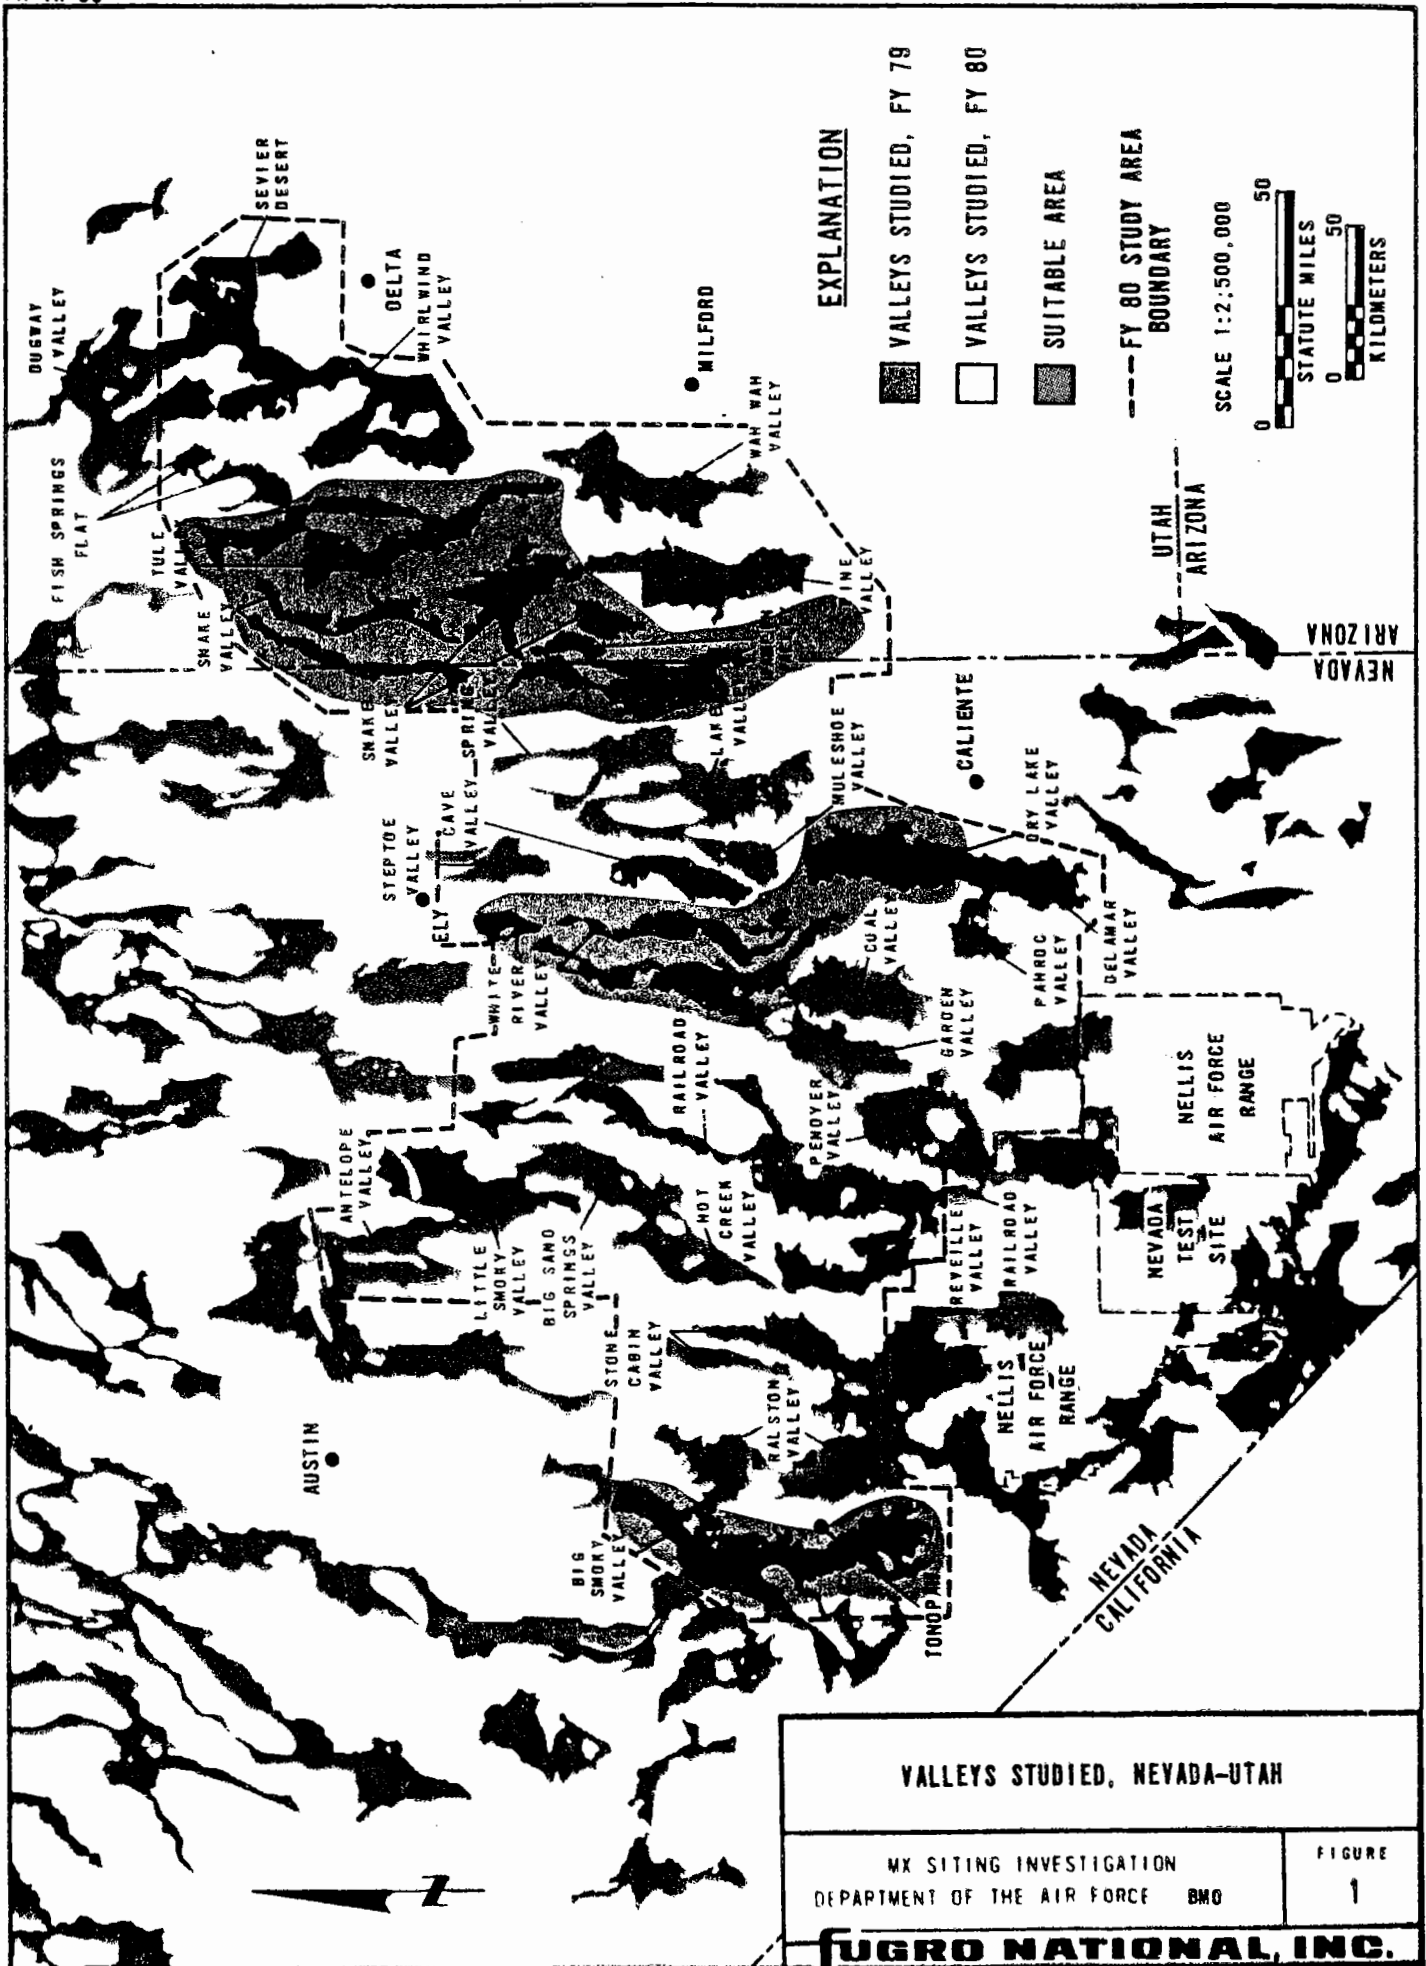 DUGWAY
VALLEY
SEVIER
DESERT
FISH SPRINGS
FLAT
DELTA
WHIRLWIND
VALLEY
TULE
SNAKE
VALLEY
MILFORD
WAH WAH
VALLEY
SNAKE
VALLEY
SPRING
VALLEY
LAKE
CAVE
VALLEY
STEPTOE
VALLEY
ELY
MULESHOE
VALLEY
CALIENTE
DRY LAKE
VALLEY
WHITE
RIVER
VALLEY
VALLEY
GARDEN
VALLEY
PAHROC
VALLEY
DELAMAR
VALLEY
RAILROAD
VALLEY
VALLEY
ANTELOPE
VALLEY
LITTLE
SMOKY
VALLEY
BIG SAND
SPRINGS
VALLEY
HOT
CREEK
VALLEY
REVEILLE
VALLEY
RAILROAD
VALLEY
STONE
CABIN
VALLEY
RALSTON
VALLEY
AUSTIN
BIG
SMOKY
VALLEY
NELLIS
AIR FORCE
RANGE
NEVADA
TEST
SITE
NELLIS
AIR FORCE
RANGE
NEVADA
CALIFORNIA
UTAH
ARIZONA
NEVADA
ARIZONA
EXPLANATION
VALLEYS STUDIED, FY 79
VALLEYS STUDIED, FY 80
SUITABLE AREA
FY 80 STUDY AREA
BOUNDARY
SCALE 1:2,500,000
0 50
STATUTE MILES
0 50
KILOMETERS
VALLEYS STUDIED, NEVADA-UTAH
MX SITING INVESTIGATION
DEPARTMENT OF THE AIR FORCE BMO
FIGURE
1
FUGRO NATIONAL, INC.